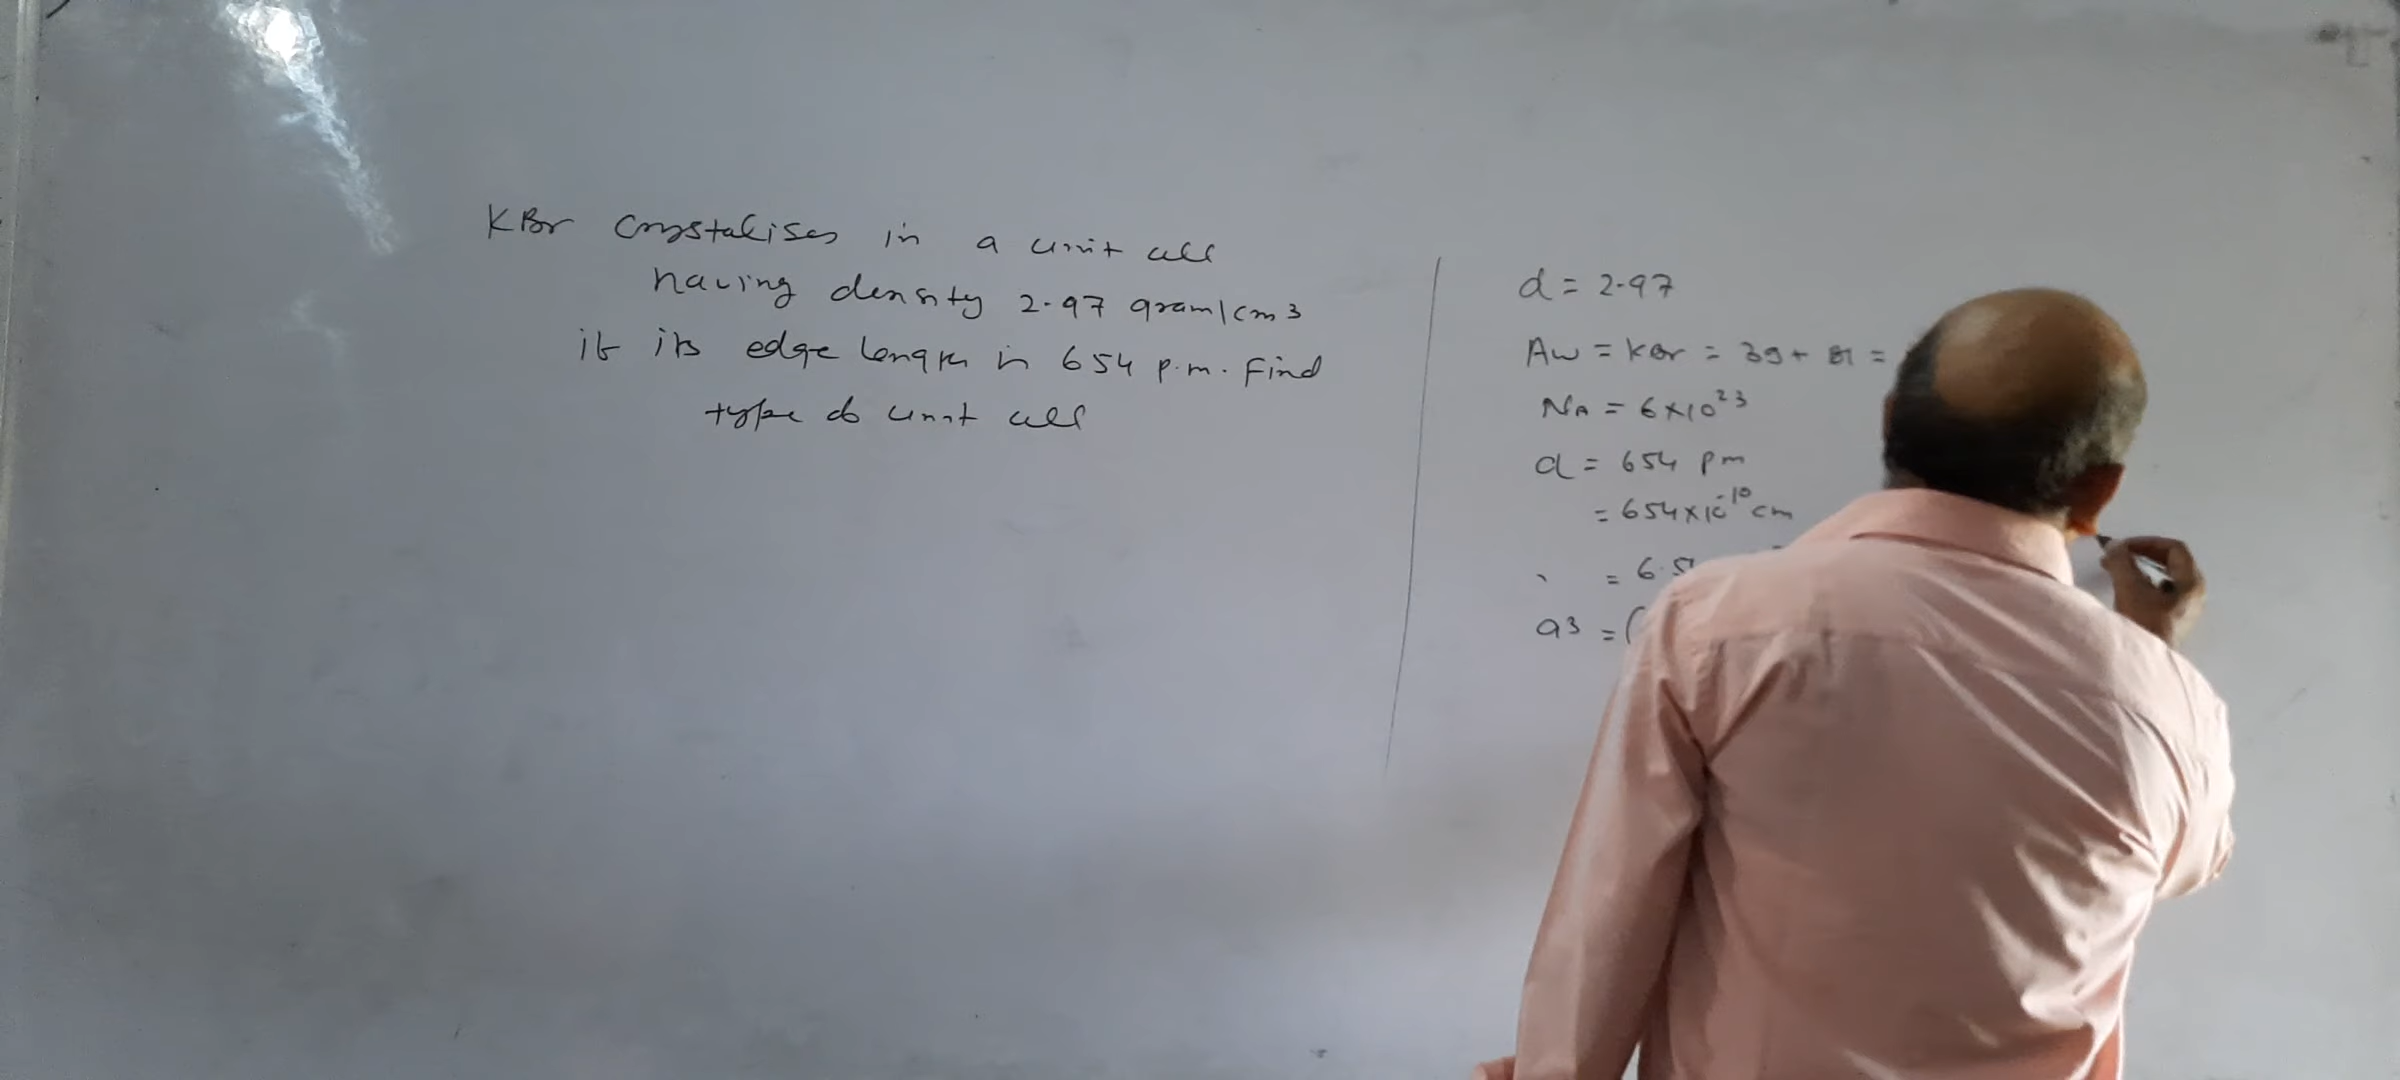 KBr Crystalises in a unit cell
having density 2.97 gram/cm3
if its edge length is 654 p.m. Find
type of unit cell
d = 2.97
Aw = KBr = 39 + 81 =
NA = 6×10²³
a = 654 pm
= 654×10⁻¹⁰ cm
= 6.5
a3 = (